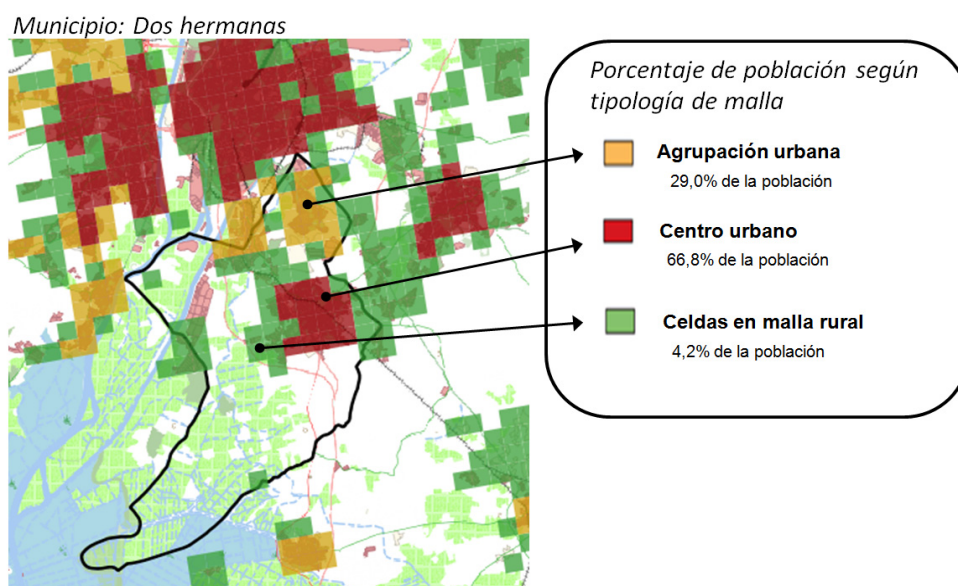 Municipio: Dos hermanas
Porcentaje de población según
tipología de malla
Agrupación urbana
29,0% de la población
Centro urbano
66,8% de la población
Celdas en malla rural
4,2% de la población